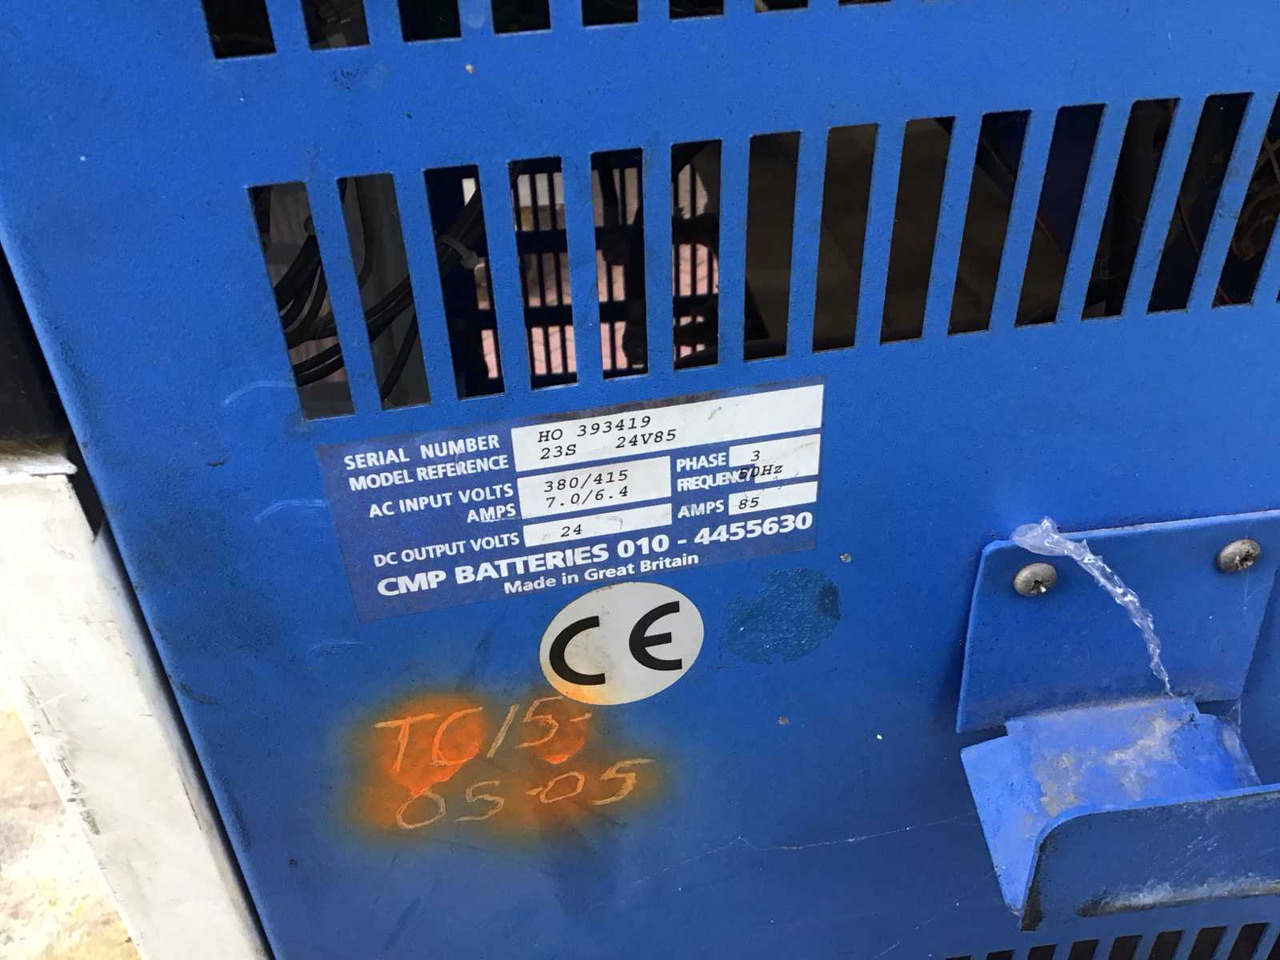 SERIAL NUMBER HO 393419
MODEL REFERENCE 23S 24V85
AC INPUT VOLTS 380/415 PHASE 3
AMPS 7.0/6.4 FREQUENCY 50Hz
DC OUTPUT VOLTS 24 AMPS 85
CMP BATTERIES 010 - 4455630
Made in Great Britain
CE
TC15-
05-05